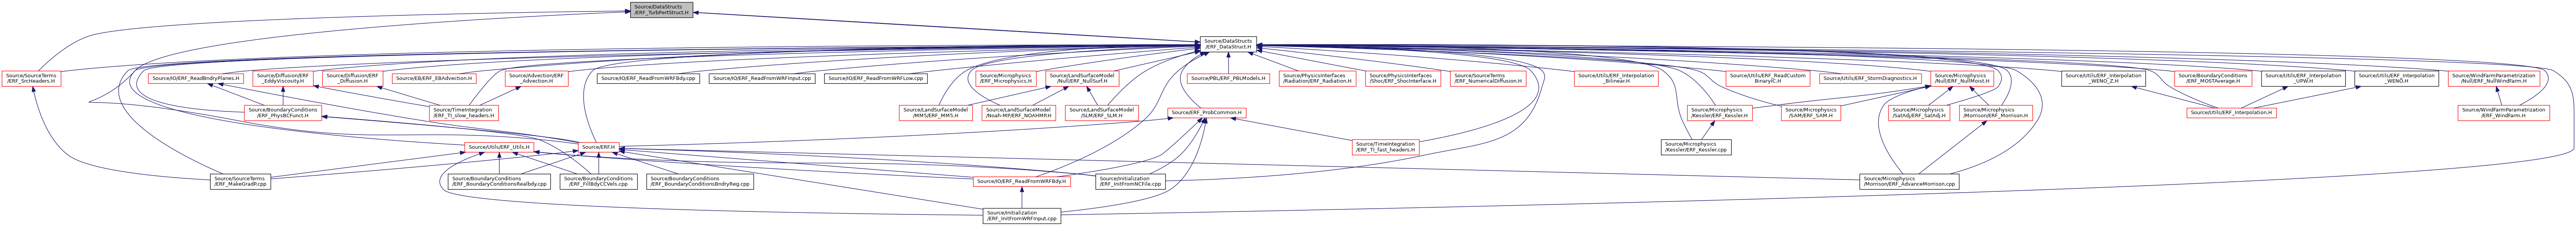 Source/DataStructs
/ERF_TurbPertStruct.H
Source/DataStructs
/ERF_DataStruct.H
Source/SourceTerms
/ERF_SrcHeaders.H
Source/IO/ERF_ReadBndryPlanes.H
Source/Diffusion/ERF
_EddyViscosity.H
Source/Diffusion/ERF
_Diffusion.H
Source/EB/ERF_EBAdvection.H
Source/Advection/ERF
_Advection.H
Source/IO/ERF_ReadFromWRFBdy.cpp
Source/IO/ERF_ReadFromWRFInput.cpp
Source/IO/ERF_ReadFromWRFLow.cpp
Source/Microphysics
/ERF_Microphysics.H
Source/LandSurfaceModel
/Null/ERF_NullSurf.H
Source/PBL/ERF_PBLModels.H
Source/PhysicsInterfaces
/Radiation/ERF_Radiation.H
Source/PhysicsInterfaces
/Shoc/ERF_ShocInterface.H
Source/SourceTerms
/ERF_NumericalDiffusion.H
Source/Utils/ERF_Interpolation
_Bilinear.H
Source/Utils/ERF_ReadCustom
BinaryIC.H
Source/Utils/ERF_StormDiagnostics.H
Source/Microphysics
/Null/ERF_NullMoist.H
Source/Utils/ERF_Interpolation
_WENO_Z.H
Source/BoundaryConditions
/ERF_MOSTAverage.H
Source/Utils/ERF_Interpolation
_UPW.H
Source/Utils/ERF_Interpolation
_WENO.H
Source/WindFarmParametrization
/Null/ERF_NullWindFarm.H
Source/BoundaryConditions
/ERF_PhysBCFunct.H
Source/TimeIntegration
/ERF_TI_slow_headers.H
Source/LandSurfaceModel
/MM5/ERF_MM5.H
Source/LandSurfaceModel
/Noah-MP/ERF_NOAHMP.H
Source/LandSurfaceModel
/SLM/ERF_SLM.H
Source/ERF_ProbCommon.H
Source/Microphysics
/Kessler/ERF_Kessler.H
Source/Microphysics
/SAM/ERF_SAM.H
Source/Microphysics
/SatAdj/ERF_SatAdj.H
Source/Microphysics
/Morrison/ERF_Morrison.H
Source/Utils/ERF_Interpolation.H
Source/WindFarmParametrization
/ERF_WindFarm.H
Source/Utils/ERF_Utils.H
Source/ERF.H
Source/TimeIntegration
/ERF_TI_fast_headers.H
Source/Microphysics
/Kessler/ERF_Kessler.cpp
Source/SourceTerms
/ERF_MakeGradP.cpp
Source/BoundaryConditions
/ERF_BoundaryConditionsRealbdy.cpp
Source/BoundaryConditions
/ERF_FillBdyCCVels.cpp
Source/BoundaryConditions
/ERF_BoundaryConditionsBndryReg.cpp
Source/IO/ERF_ReadFromWRFBdy.H
Source/Initialization
/ERF_InitFromNCFile.cpp
Source/Microphysics
/Morrison/ERF_AdvanceMorrison.cpp
Source/Initialization
/ERF_InitFromWRFInput.cpp